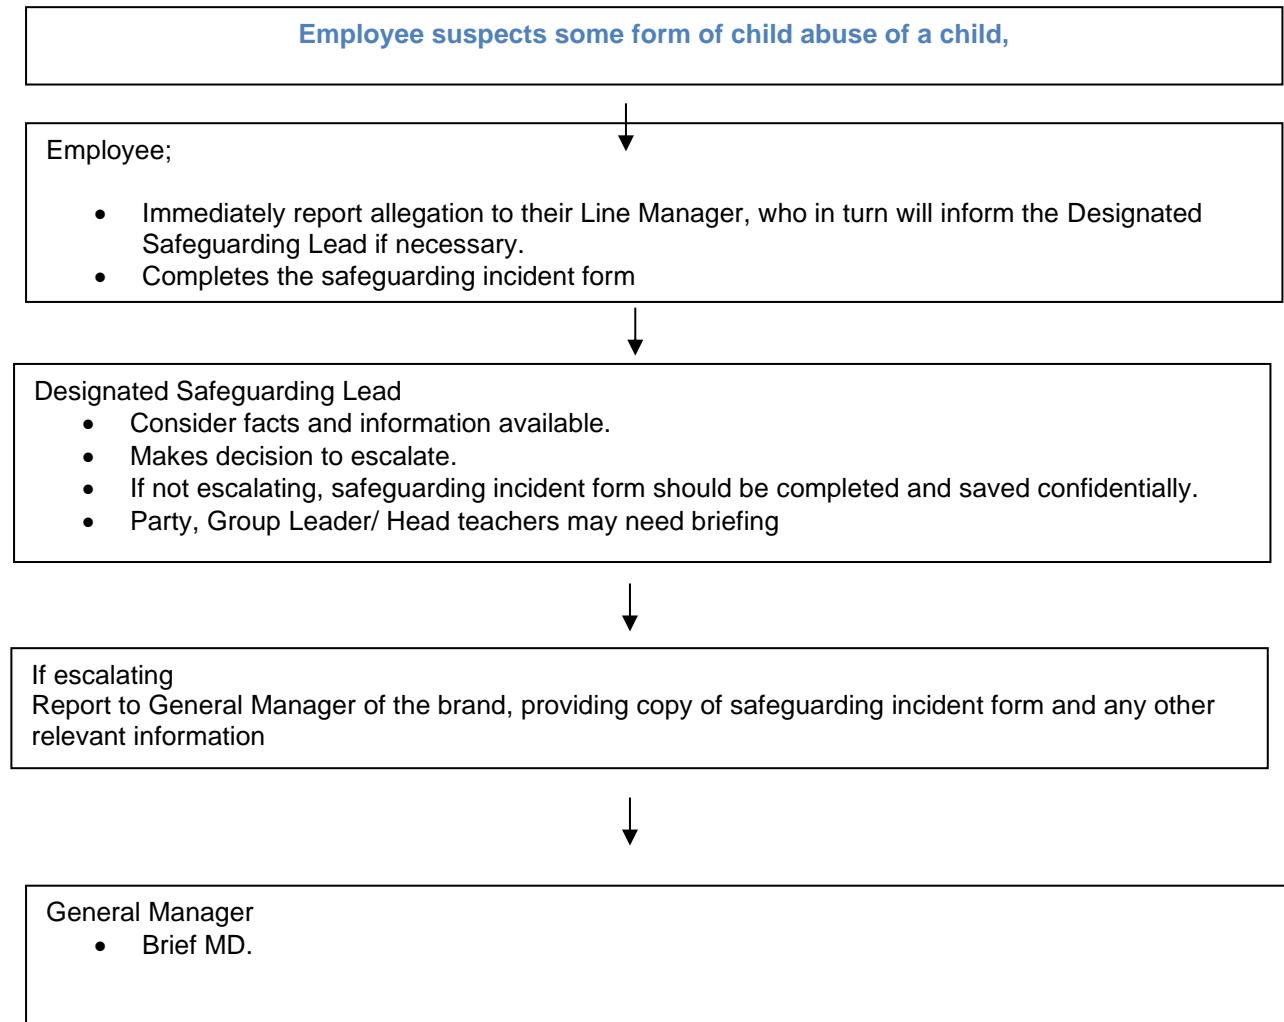 Employee suspects some form of child abuse of a child,
Employee;
• Immediately report allegation to their Line Manager, who in turn will inform the Designated
Safeguarding Lead if necessary.
• Completes the safeguarding incident form
Designated Safeguarding Lead
• Consider facts and information available.
• Makes decision to escalate.
• If not escalating, safeguarding incident form should be completed and saved confidentially.
• Party, Group Leader/ Head teachers may need briefing
If escalating
Report to General Manager of the brand, providing copy of safeguarding incident form and any other
relevant information
General Manager
• Brief MD.